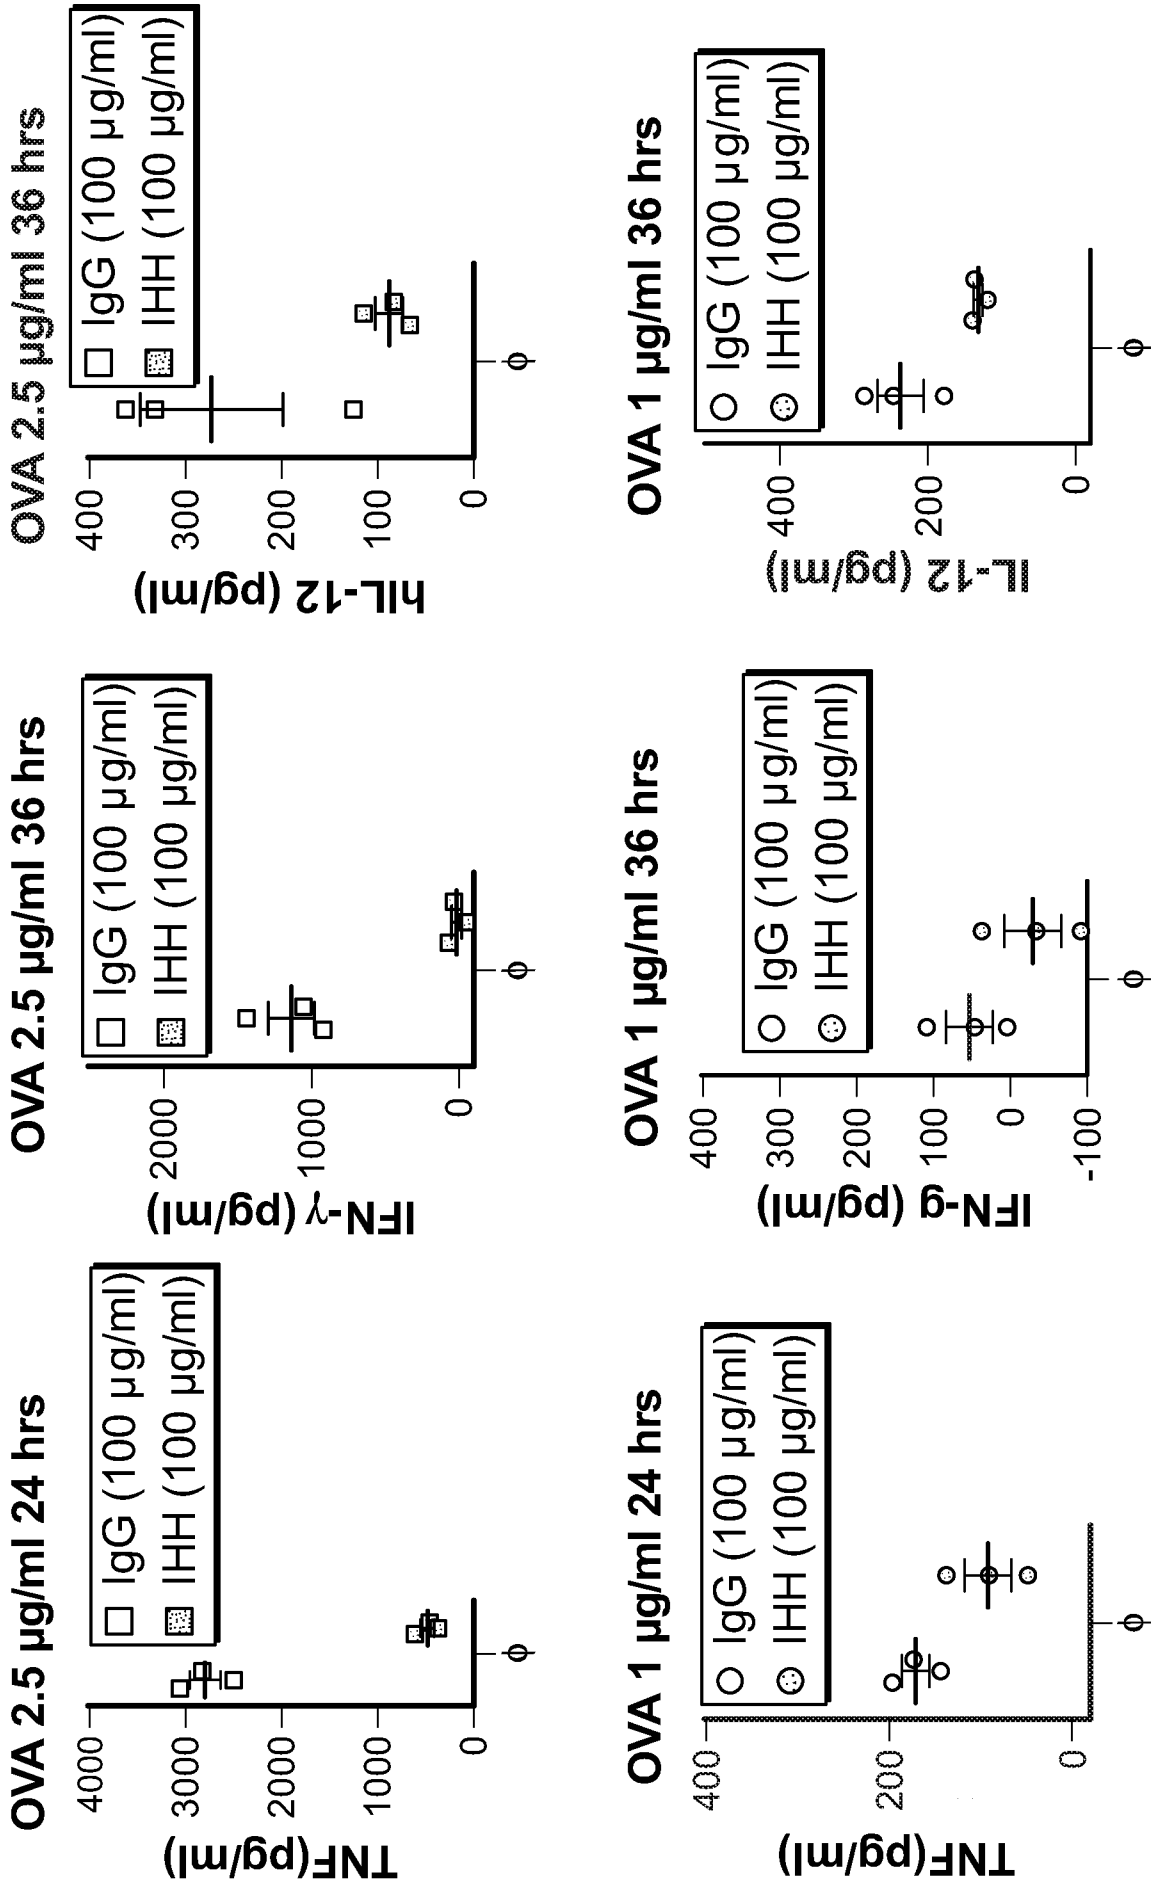 OVA 2.5 µg/ml 24 hrs
TNF(pg/ml)
4000
3000
2000
1000
0
IgG (100 µg/ml)
IHH (100 µg/ml)
OVA 2.5 µg/ml 36 hrs
IFN-γ (pg/ml)
2000
1000
0
IgG (100 µg/ml)
IHH (100 µg/ml)
OVA 2.5 µg/ml 36 hrs
hIL-12 (pg/ml)
400
300
200
100
0
IgG (100 µg/ml)
IHH (100 µg/ml)
OVA 1 µg/ml 24 hrs
TNF(pg/ml)
400
200
0
IgG (100 µg/ml)
IHH (100 µg/ml)
OVA 1 µg/ml 36 hrs
IFN-g (pg/ml)
400
300
200
100
0
-100
IgG (100 µg/ml)
IHH (100 µg/ml)
OVA 1 µg/ml 36 hrs
IL-12 (pg/ml)
400
200
0
IgG (100 µg/ml)
IHH (100 µg/ml)